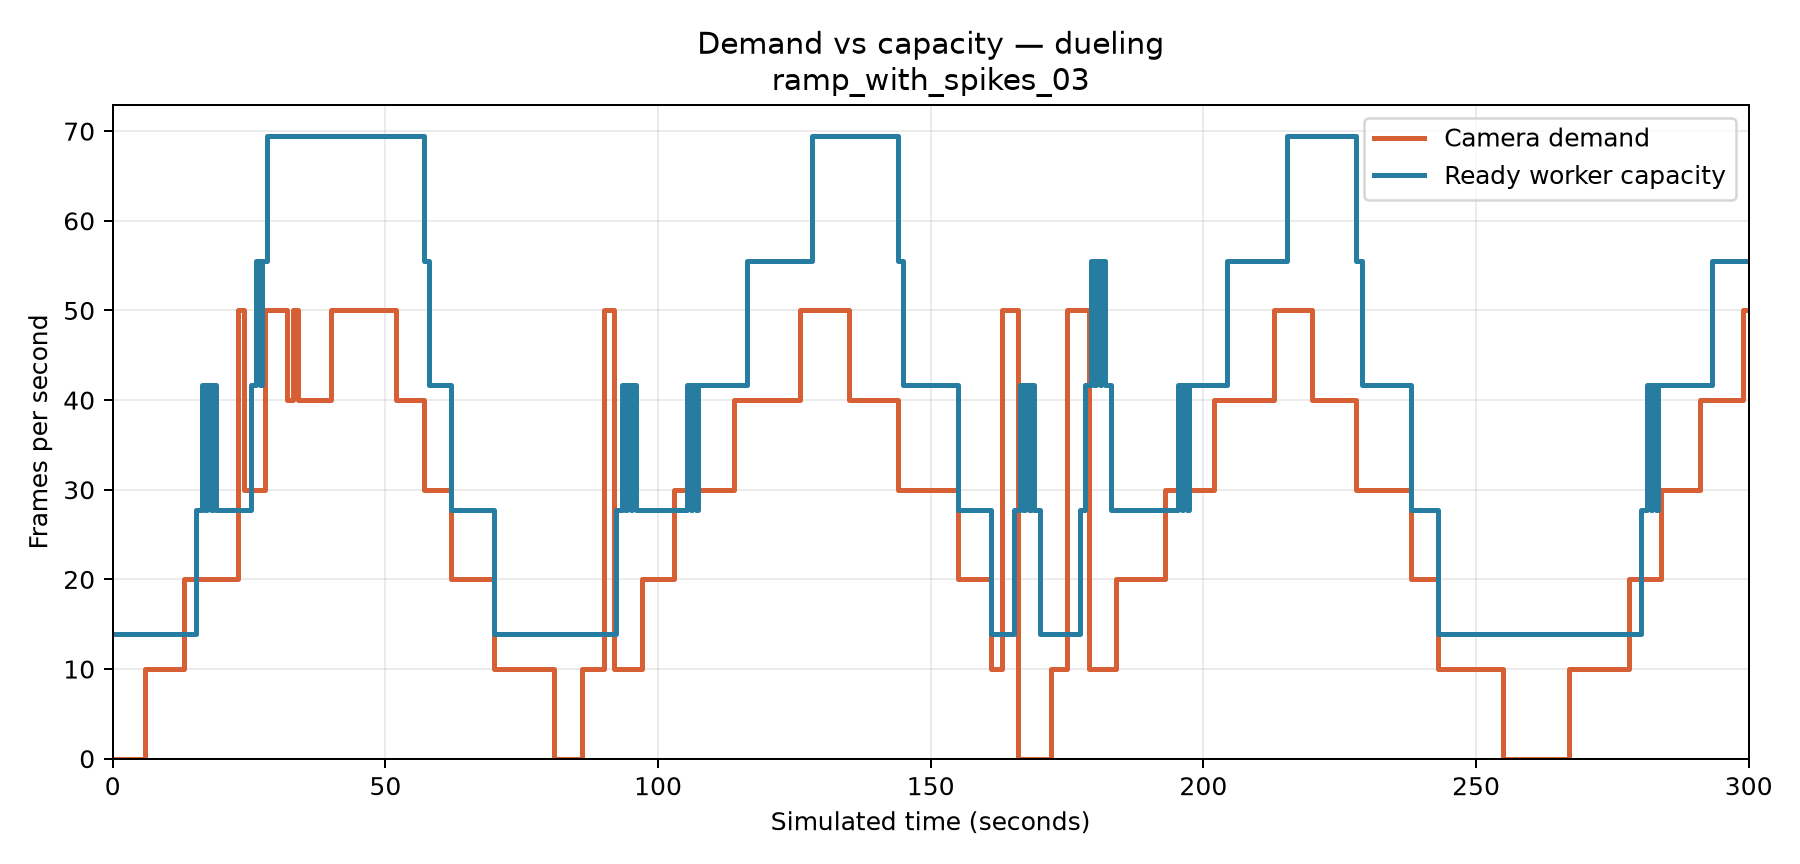 Demand vs capacity — dueling
ramp_with_spikes_03
Camera demand
Ready worker capacity
Frames per second
70
60
50
40
30
20
10
0
0 50 100 150 200 250 300
Simulated time (seconds)